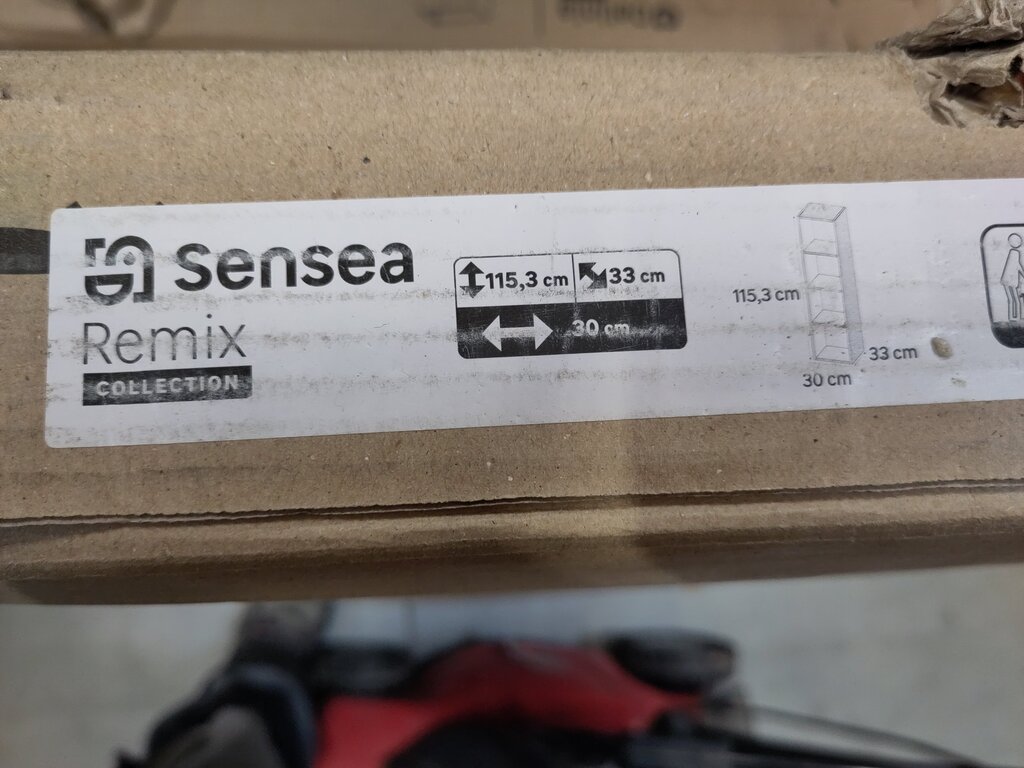 Sensea
Remix
COLLECTION
115,3 cm 33 cm
30 cm
115,3 cm
33 cm
30 cm